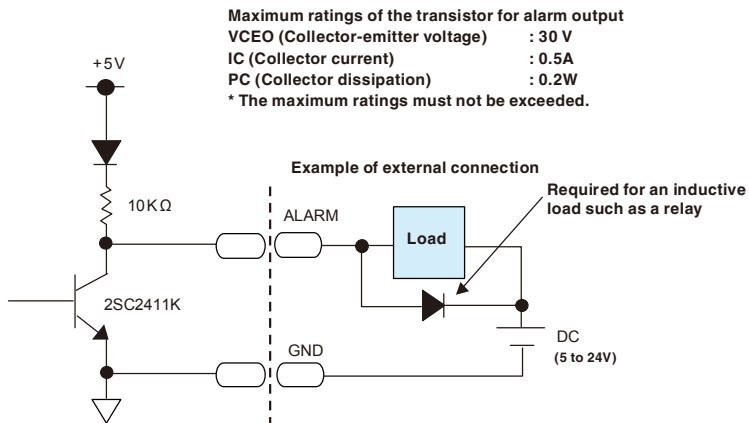 Maximum ratings of the transistor for alarm output
VCEO (Collector-emitter voltage) : 30 V
IC (Collector current) : 0.5A
PC (Collector dissipation) : 0.2W
* The maximum ratings must not be exceeded.
+5V
Example of external connection
Required for an inductive
load such as a relay
10KΩ
ALARM
Load
2SC2411K
DC
(5 to 24V)
GND